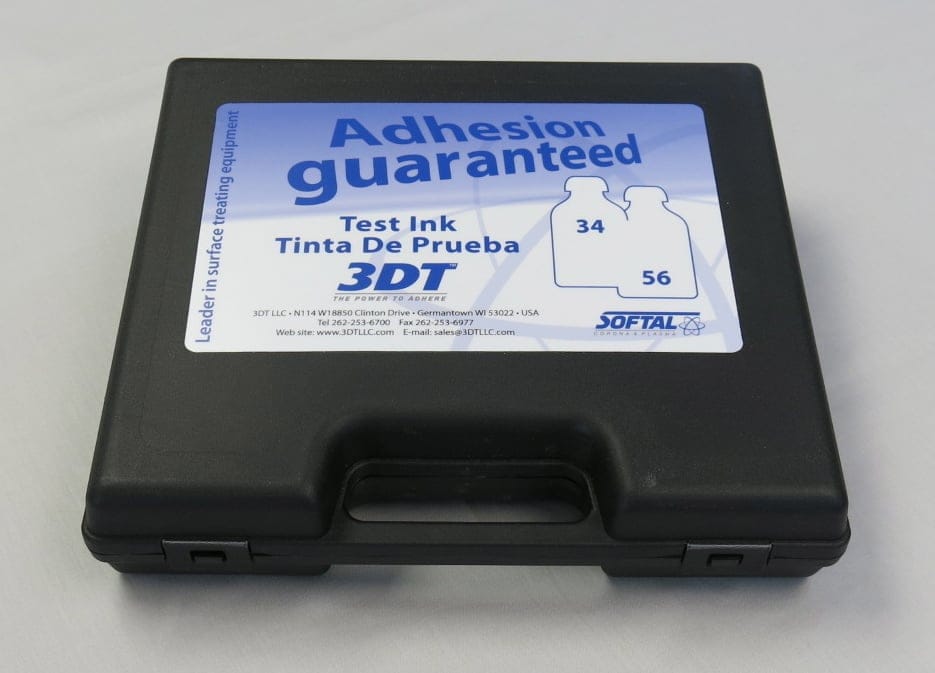 Leader in surface treating equipment
Adhesion
guaranteed
Test Ink
Tinta De Prueba
3DT™
THE POWER TO ADHERE
3DT LLC • N114 W18850 Clinton Drive • Germantown WI 53022 • USA
Tel 262-253-6700 Fax 262-253-6977
Web site: www.3DTLLC.com E-mail: sales@3DTLLC.com
34
56
SOFTAL
CORONA & PLASMA